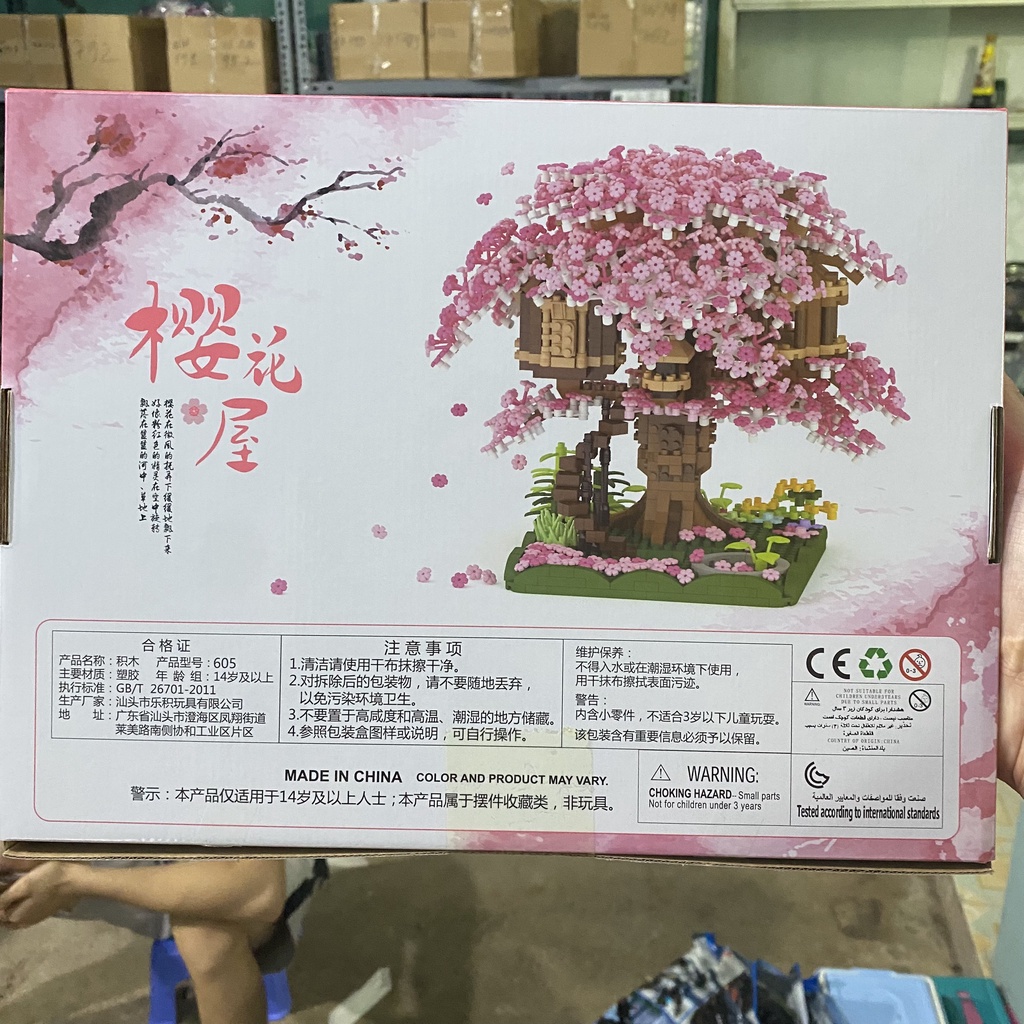 樱花
屋
樱花在微风的抚弄下缓缓地飘下来
好像粉红色的精灵在空中旋转
飘落在蓝蓝的河中、草地上
合格证
产品名称：积木 产品型号：605
主要材质：塑胶 年 龄 组：14岁及以上
执行标准：GB/T 26701-2011
生产厂家：汕头市乐积玩具有限公司
地 址：广东省汕头市澄海区凤翔街道
莱美路南侧协和工业区片区
注意事项
1.清洁请使用干布抹擦干净。
2.对拆除后的包装物，请不要随地丢弃，
以免污染环境卫生。
3.不要置于高咸度和高温、潮湿的地方储藏。
4.参照包装盒图样或说明，可自行操作。
维护保养：
不得入水或在潮湿环境下使用，
用干抹布擦拭表面污迹。
警告：
内含小零件，不适合3岁以下儿童玩耍。
该包装含有重要信息必须予以保留。
CE
0-3
NOT SUITABLE FOR
CHILDREN UNDER 3YEARS
DUE TO SMALL PARTS
0-3
COUNTRY OF ORIGIN:CHINA
بلد المنشأة: الصين
MADE IN CHINA COLOR AND PRODUCT MAY VARY.
警示：本产品仅适用于14岁及以上人士；本产品属于摆件收藏类，非玩具。
WARNING:
CHOKING HAZARD– Small parts
Not for children under 3 years
صنعت وفقا للمواصفات والمعايير العالمية
Tested according to international standards